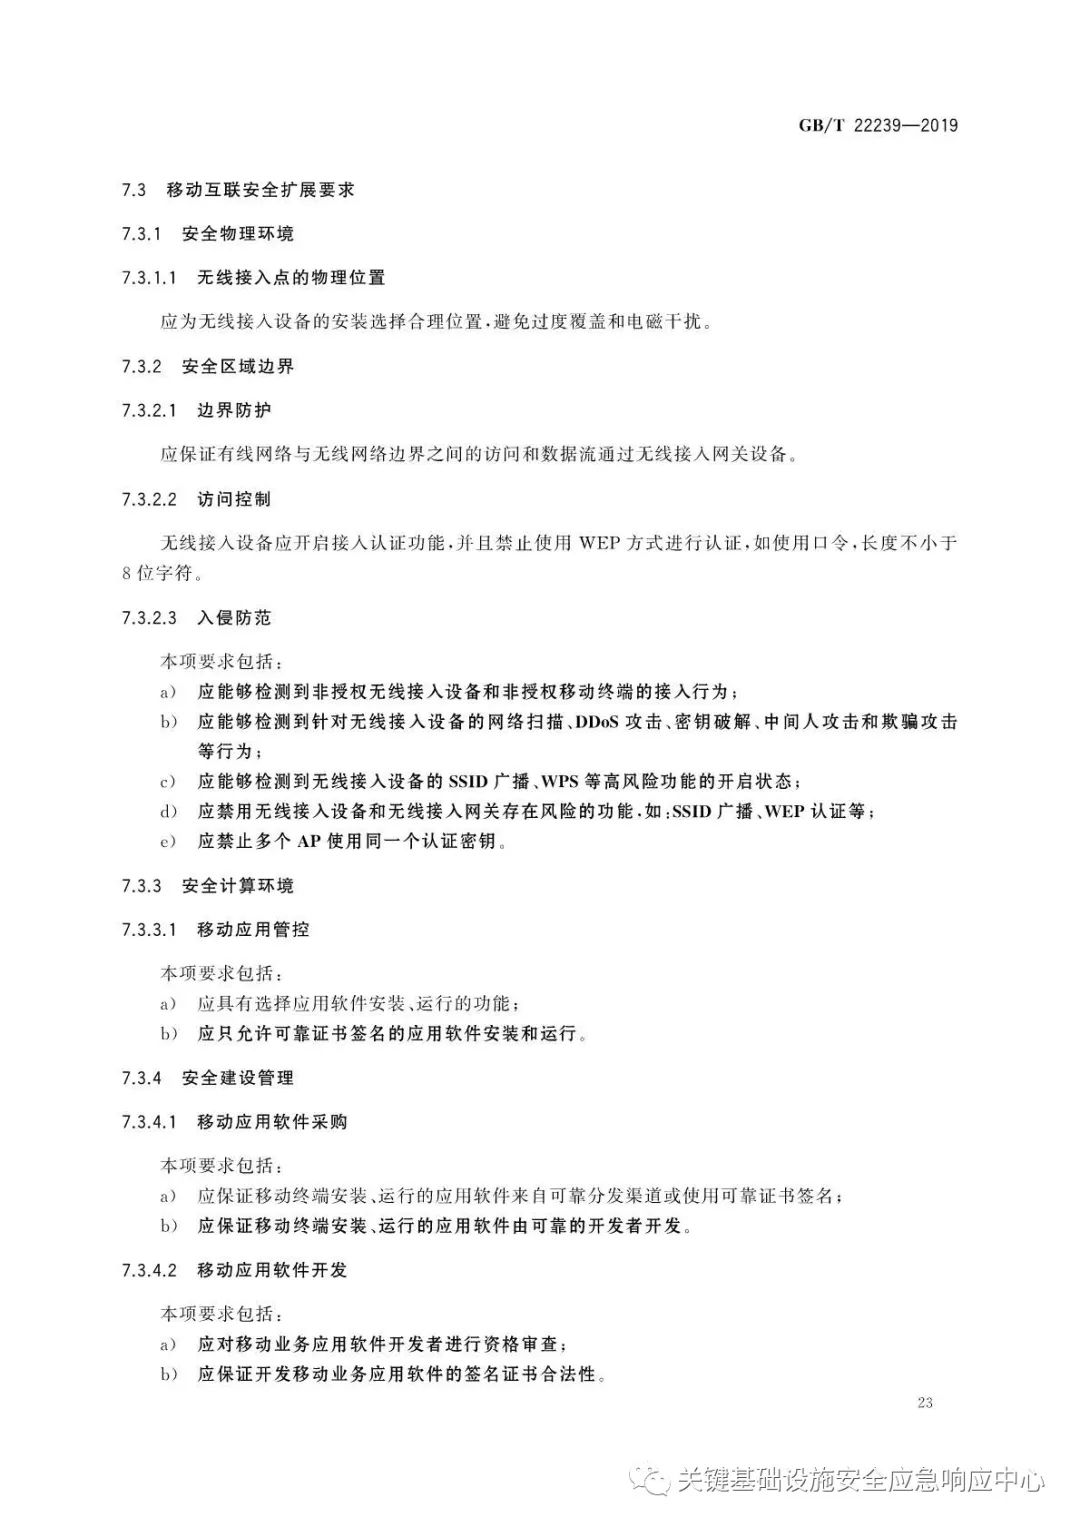 GB/T 22239—2019
7.3 移动互联安全扩展要求
7.3.1 安全物理环境
7.3.1.1 无线接入点的物理位置
应为无线接入设备的安装选择合理位置,避免过度覆盖和电磁干扰。
7.3.2 安全区域边界
7.3.2.1 边界防护
应保证有线网络与无线网络边界之间的访问和数据流通过无线接入网关设备。
7.3.2.2 访问控制
无线接入设备应开启接入认证功能,并且禁止使用 WEP 方式进行认证,如使用口令,长度不小于
8 位字符。
7.3.2.3 入侵防范
本项要求包括:
a) 应能够检测到非授权无线接入设备和非授权移动终端的接入行为;
b) 应能够检测到针对无线接入设备的网络扫描、DDoS 攻击、密钥破解、中间人攻击和欺骗攻击
等行为;
c) 应能够检测到无线接入设备的 SSID 广播、WPS 等高风险功能的开启状态;
d) 应禁用无线接入设备和无线接入网关存在风险的功能,如:SSID 广播、WEP 认证等;
e) 应禁止多个 AP 使用同一个认证密钥。
7.3.3 安全计算环境
7.3.3.1 移动应用管控
本项要求包括:
a) 应具有选择应用软件安装、运行的功能;
b) 应只允许可靠证书签名的应用软件安装和运行。
7.3.4 安全建设管理
7.3.4.1 移动应用软件采购
本项要求包括:
a) 应保证移动终端安装、运行的应用软件来自可靠分发渠道或使用可靠证书签名;
b) 应保证移动终端安装、运行的应用软件由可靠的开发者开发。
7.3.4.2 移动应用软件开发
本项要求包括:
a) 应对移动业务应用软件开发者进行资格审查;
b) 应保证开发移动业务应用软件的签名证书合法性。
23
关键基础设施安全应急响应中心